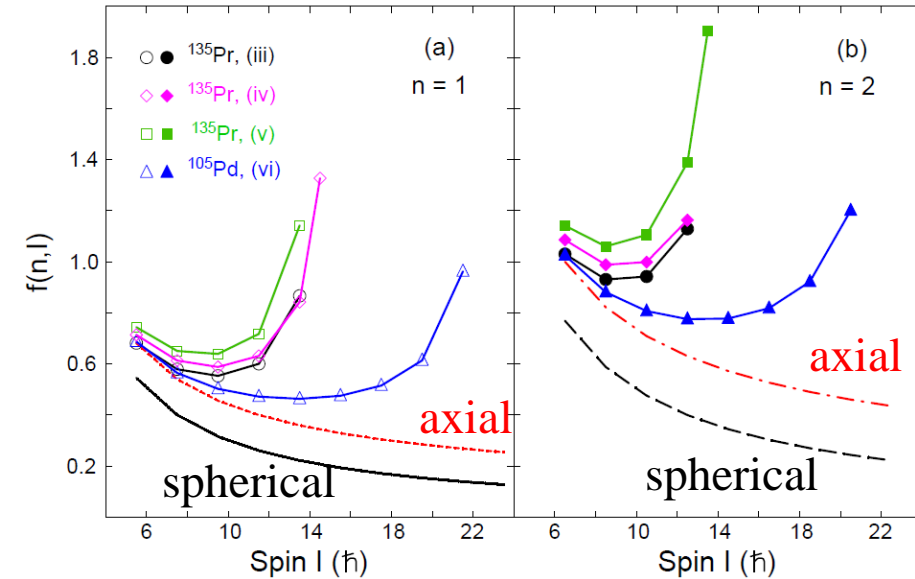 f(n,I)
1.8
1.4
1.0
0.6
0.2
¹³⁵Pr, (iii)
¹³⁵Pr, (iv)
¹³⁵Pr, (v)
¹⁰⁵Pd, (vi)
(a)
n = 1
axial
spherical
6 10 14 18 22
Spin I (ħ)
(b)
n = 2
axial
spherical
6 10 14 18 22
Spin I (ħ)